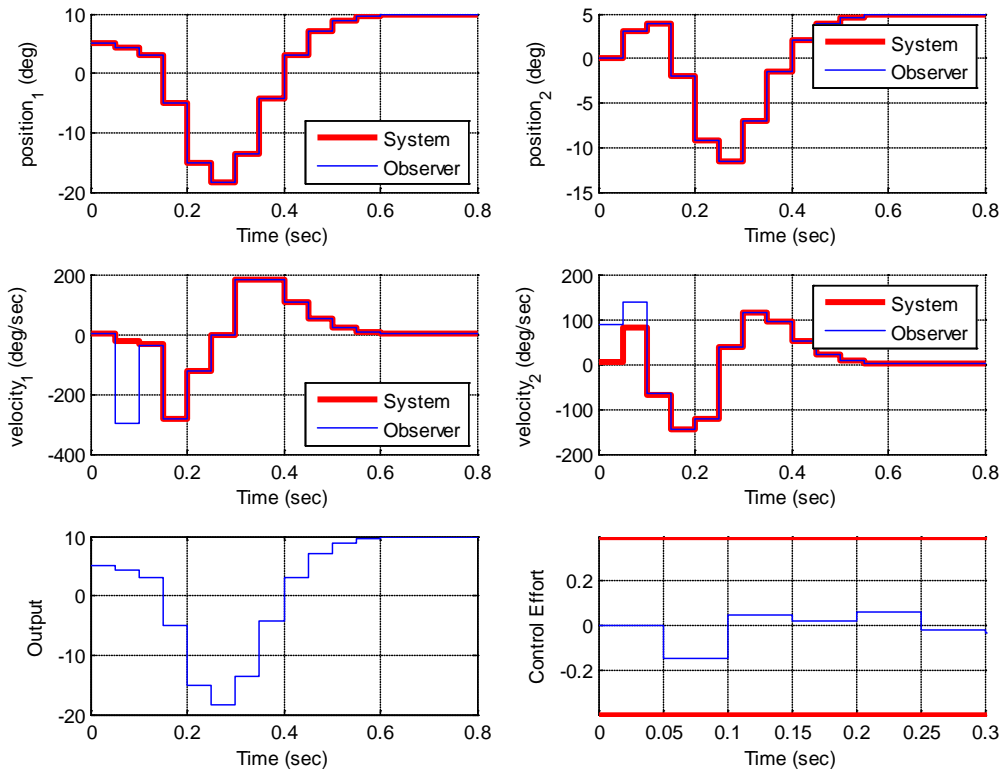 10
0
-10
-20
position1 (deg)
System
Observer
0
0.2
0.4
0.6
0.8
Time (sec)
5
0
-5
-10
-15
position2 (deg)
System
Observer
0
0.2
0.4
0.6
0.8
Time (sec)
200
0
-200
-400
velocity1 (deg/sec)
System
Observer
0
0.2
0.4
0.6
0.8
Time (sec)
200
100
0
-100
-200
velocity2 (deg/sec)
System
Observer
0
0.2
0.4
0.6
0.8
Time (sec)
10
0
-10
-20
Output
0
0.2
0.4
0.6
0.8
Time (sec)
0.2
0
-0.2
Control Effort
0
0.05
0.1
0.15
0.2
0.25
0.3
Time (sec)